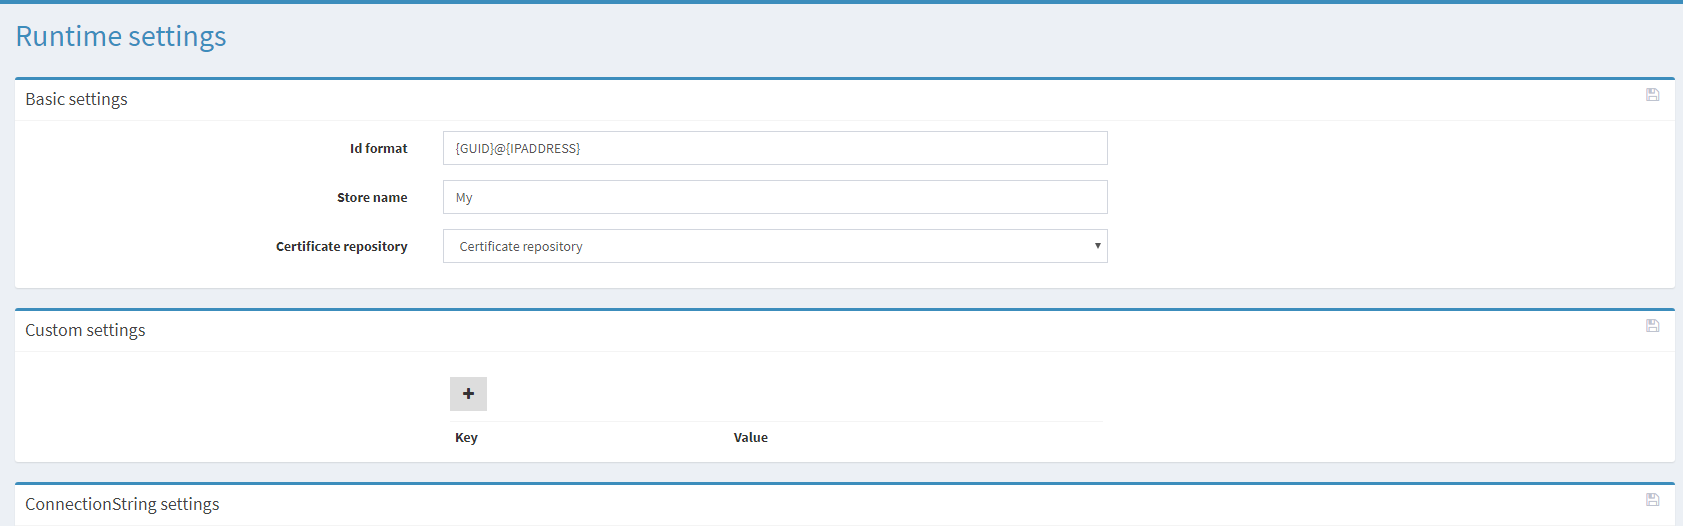 Runtime settings
Basic settings
Id format {GUID}@{IPADDRESS}
Store name My
Certificate repository Certificate repository
Custom settings
+
Key Value
ConnectionString settings